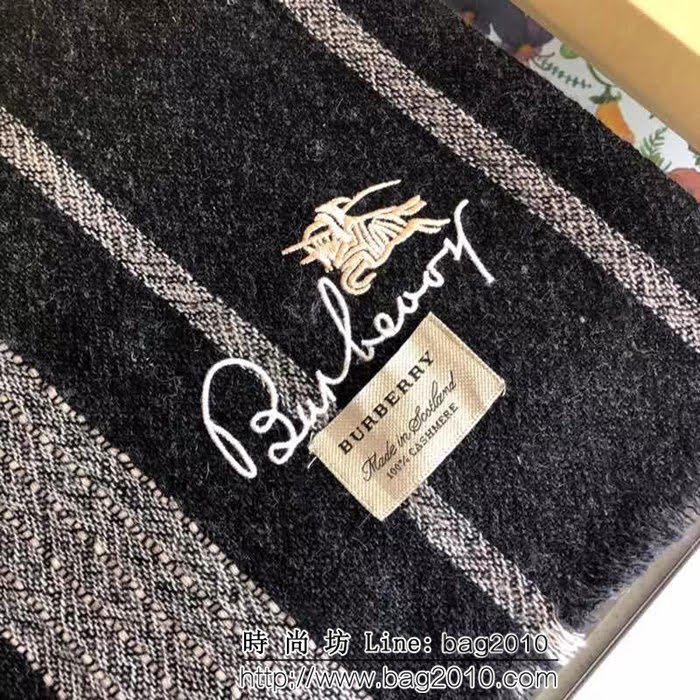 Burberry
BURBERRY
Made in Scotland
100% CASHMERE
時尚坊 Line: bag2010
http://www.bag2010.com/